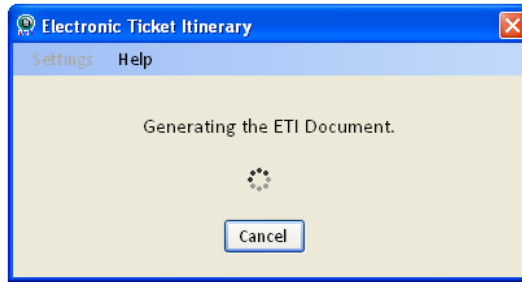 Electronic Ticket Itinerary
Settings Help
Generating the ETI Document.
Cancel